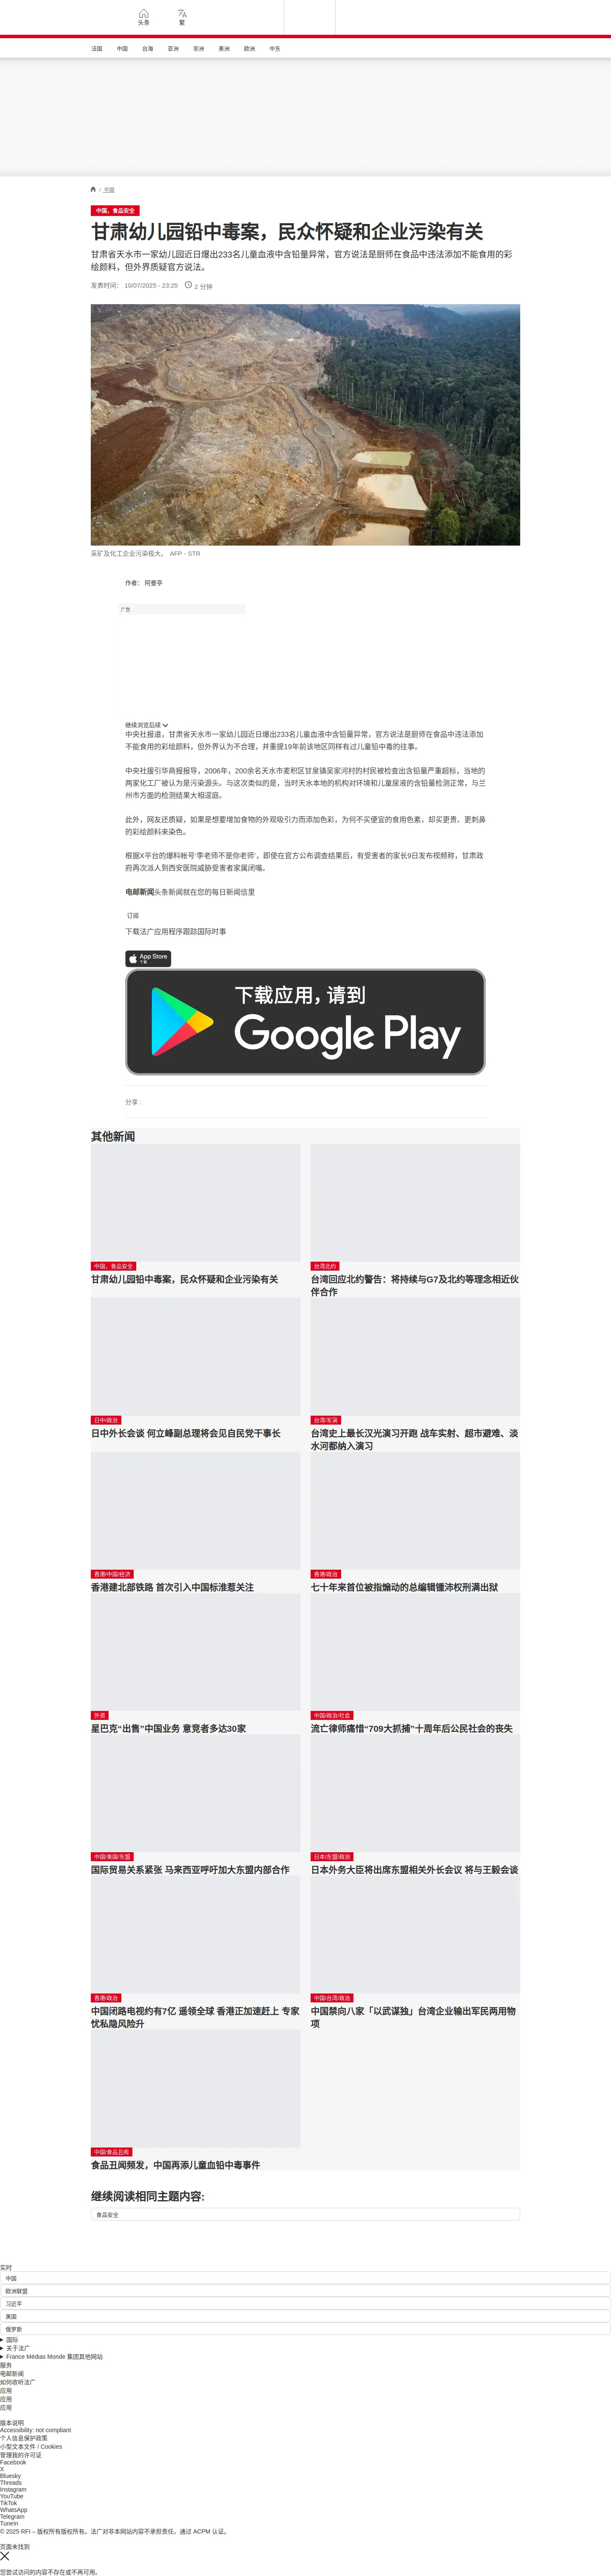 头条
繁
法国
中国
台海
亚洲
非洲
美洲
欧洲
中东
/ 中国
中国，食品安全
甘肃幼儿园铅中毒案，民众怀疑和企业污染有关
甘肃省天水市一家幼儿园近日爆出233名儿童血液中含铅量异常，官方说法是厨师在食品中违法添加不能食用的彩
绘颜料，但外界质疑官方说法。
发表时间： 10/07/2025 - 23:25
2 分钟
采矿及化工企业污染极大。 AFP - STR
作者： 阿曼亭
广告
继续浏览后续
中央社报道，甘肃省天水市一家幼儿园近日爆出233名儿童血液中含铅量异常，官方说法是厨师在食品中违法添加
不能食用的彩绘颜料，但外界认为不合理，并重提19年前该地区同样有过儿童铅中毒的往事。
中央社援引华商报报导，2006年，200余名天水市麦积区甘泉镇吴家河村的村民被检查出含铅量严重超标，当地的
两家化工厂被认为是污染源头。与这次类似的是，当时天水本地的机构对环境和儿童尿液的含铅量检测正常，与兰
州市方面的检测结果大相迳庭。
此外，网友还质疑，如果是想要增加食物的外观吸引力而添加色彩，为何不买便宜的食用色素，却买更贵、更刺鼻
的彩绘颜料来染色。
根据X平台的爆料帐号‘李老师不是你老师’，即使在官方公布调查结果后，有受害者的家长9日发布视频称，甘肃政
府再次派人到西安医院威胁受害者家属闭嘴。
电邮新闻头条新闻就在您的每日新闻信里
订阅
下载法广应用程序跟踪国际时事
App Store
下载
下载应用，请到
Google Play
分享 :
其他新闻
中国，食品安全
甘肃幼儿园铅中毒案，民众怀疑和企业污染有关
台湾北约
台湾回应北约警告：将持续与G7及北约等理念相近伙
伴合作
日中/政治
日中外长会谈 何立峰副总理将会见自民党干事长
台湾/军演
台湾史上最长汉光演习开跑 战车实射、超市避难、淡
水河都纳入演习
香港/中国/经济
香港建北部铁路 首次引入中国标淮惹关注
香港/政治
七十年来首位被指煽动的总编辑锺沛权刑满出狱
外资
星巴克“出售”中国业务 意竞者多达30家
中国/政治/社会
流亡律师痛惜“709大抓捕”十周年后公民社会的丧失
中国/美国/东盟
国际贸易关系紧张 马来西亚呼吁加大东盟内部合作
日本/东盟/政治
日本外务大臣将出席东盟相关外长会议 将与王毅会谈
香港/政治
中国闭路电视约有7亿 遥领全球 香港正加速赶上 专家
忧私隐风险升
中国/台湾/政治
中国禁向八家「以武谋独」台湾企业输出军民两用物
项
中国/食品丑闻
食品丑闻频发，中国再添儿童血铅中毒事件
继续阅读相同主题内容:
食品安全
实时
中国
欧洲联盟
习近平
美国
俄罗斯
国际
关于法广
France Médias Monde 集团其他网站
服务
电邮新闻
如何收听法广
应用
应用
应用
版本说明
Accessibility: not compliant
个人信息保护政策
小型文本文件 / Cookies
管理我的许可证
Facebook
X
Bluesky
Threads
Instagram
YouTube
TikTok
WhatsApp
Telegram
TuneIn
© 2025 RFI – 版权所有版权所有。法广对非本网站内容不承担责任。通过 ACPM 认证。
页面未找到
您尝试访问的内容不存在或不再可用。